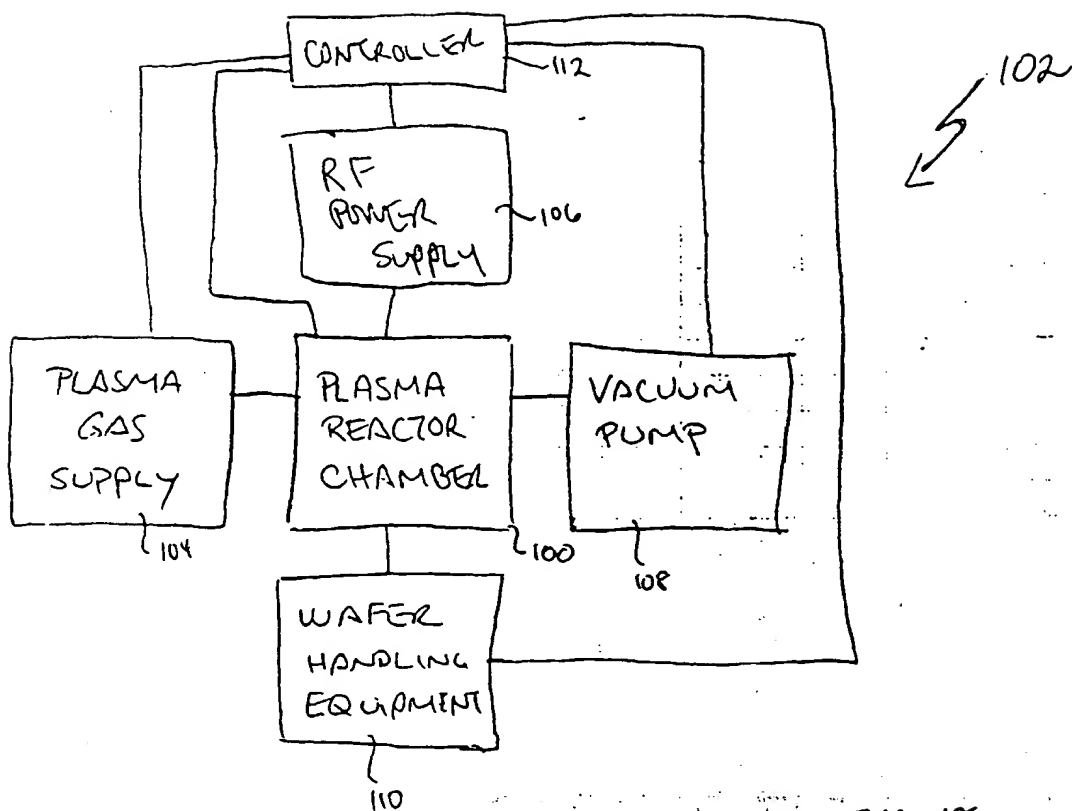 CONTROLLER
112
102
RF
POWER
SUPPLY
106
PLASMA
GAS
SUPPLY
104
PLASMA
REACTOR
CHAMBER
100
VACUUM
PUMP
108
WAFER
HANDLING
EQUIPMENT
110